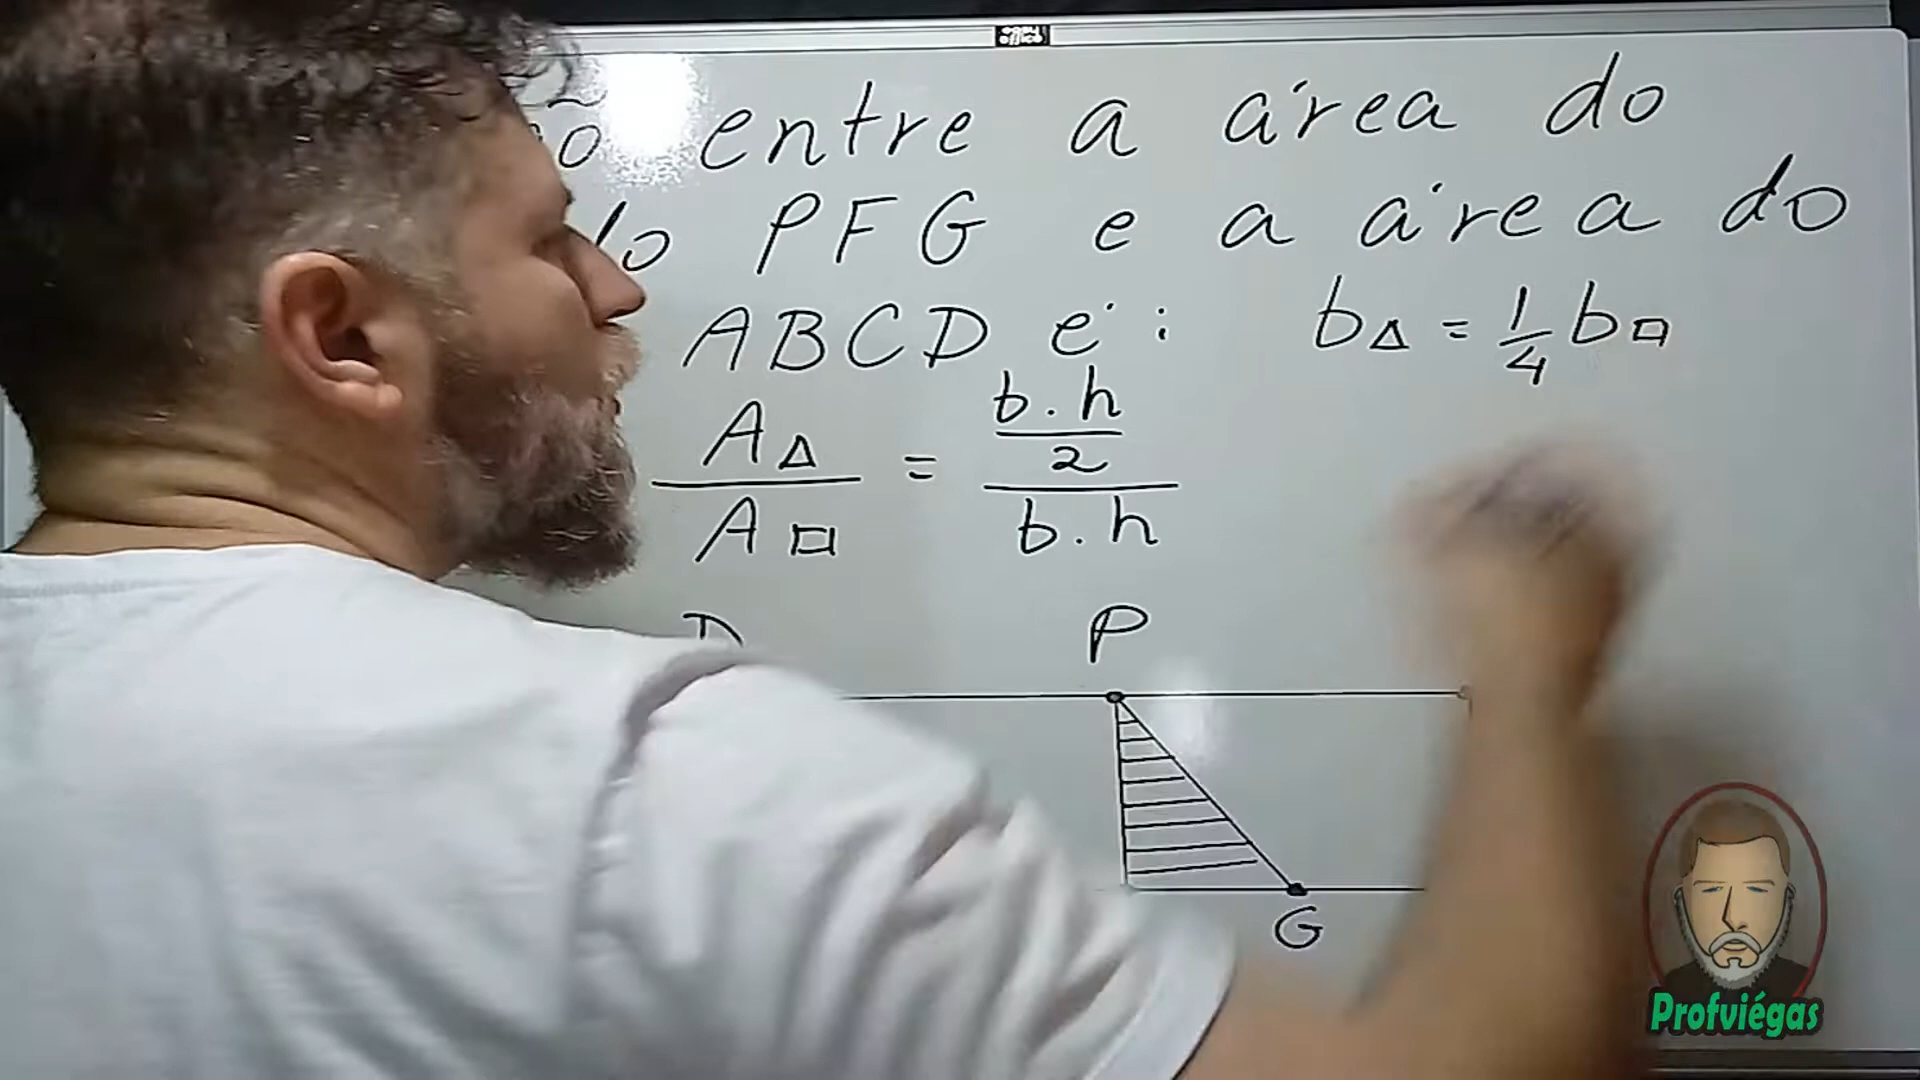 entre a área do
PFG e a área do
ABCD é: b△ = 1/4 b□
A△/A□ = (b.h/2)/(b.h)
D P
G
Profviégas